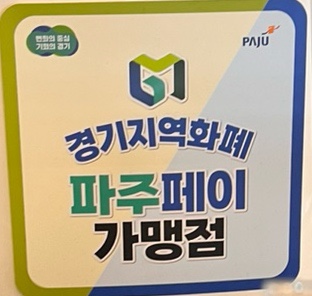 변화의 중심
기회의 경기
PAJU
경기지역화폐
파주페이
가맹점